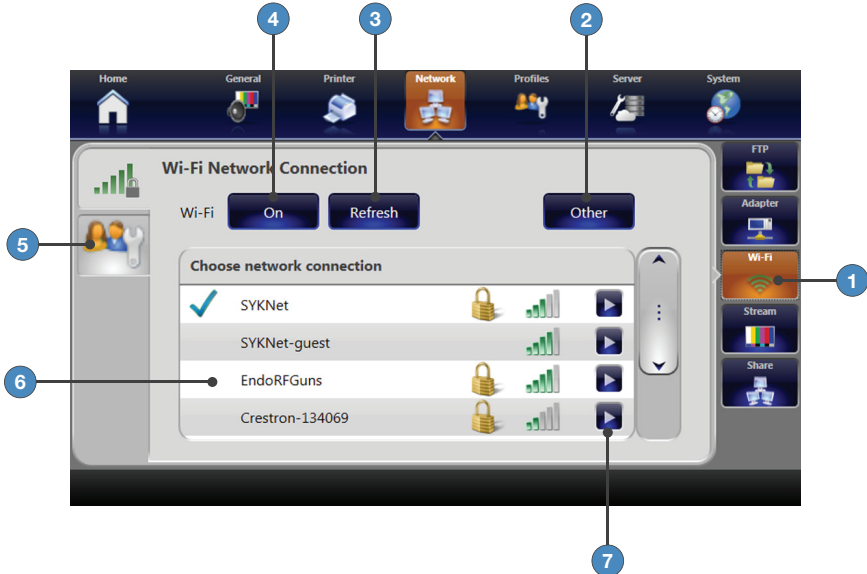 4 3 2
Home General Printer Network Profiles Server System
FTP
Wi-Fi Network Connection
Wi-Fi On Refresh Other
Adapter
5
Choose network connection
Wi-Fi
1
SYKNet
Stream
SYKNet-guest
Share
6
EndoRFGuns
Crestron-134069
7